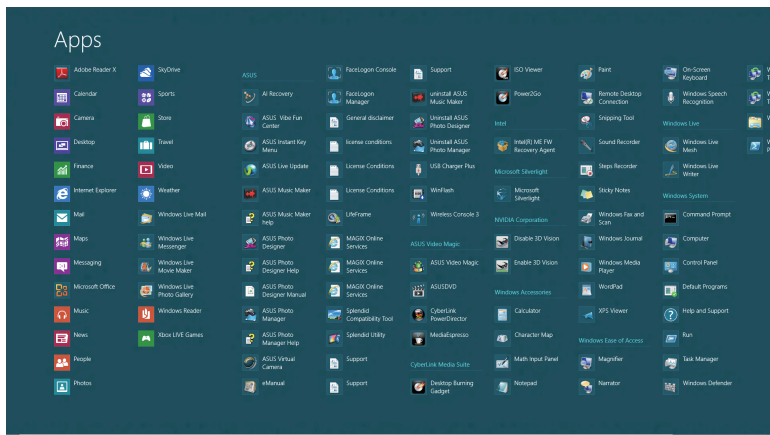 Apps
Adobe Reader X
Calendar
Camera
Desktop
Finance
Internet Explorer
Mail
Maps
Messaging
Microsoft Office
Music
News
People
Photos
SkyDrive
Sports
Store
Travel
Video
Weather
Windows Live Mail
Windows Live
Messenger
Windows Live
Movie Maker
Windows Live
Photo Gallery
Windows Reader
Xbox LIVE Games
ASUS
AI Recovery
ASUS Vibe Fun
Center
ASUS Instant Key
Menu
ASUS Live Update
ASUS Music Maker
ASUS Music Maker
help
ASUS Photo
Designer
ASUS Photo
Designer Help
ASUS Photo
Designer Manual
ASUS Photo
Manager
ASUS Photo
Manager Help
ASUS Virtual
Camera
eManual
FaceLogon Console
FaceLogon
Manager
General disclaimer
license conditions
License Conditions
License Conditions
LifeFrame
MAGIX Online
Services
MAGIX Online
Services
MAGIX Online
Services
Splendid
Compatibility Tool
Splendid Utility
Support
Support
Support
uninstall ASUS
Music Maker
Uninstall ASUS
Photo Designer
Uninstall ASUS
Photo Manager
USB Charger Plus
WinFlash
Wireless Console 3
ASUS Video Magic
ASUS Video Magic
ASUSDVD
CyberLink
PowerDirector
MediaEspresso
CyberLink Media Suite
Desktop Burning
Gadget
ISO Viewer
Power2Go
Intel
Intel(R) ME FW
Recovery Agent
Microsoft Silverlight
Microsoft
Silverlight
NVIDIA Corporation
Disable 3D Vision
Enable 3D Vision
Windows Accessories
Calculator
Character Map
Math Input Panel
Notepad
Paint
Remote Desktop
Connection
Snipping Tool
Sound Recorder
Steps Recorder
Sticky Notes
Windows Fax and
Scan
Windows Journal
Windows Media
Player
WordPad
XPS Viewer
Windows Ease of Access
Magnifier
Narrator
On-Screen
Keyboard
Windows Speech
Recognition
Windows Live
Windows Live
Mesh
Windows Live
Writer
Windows System
Command Prompt
Computer
Control Panel
Default Programs
Help and Support
Run
Task Manager
Windows Defender